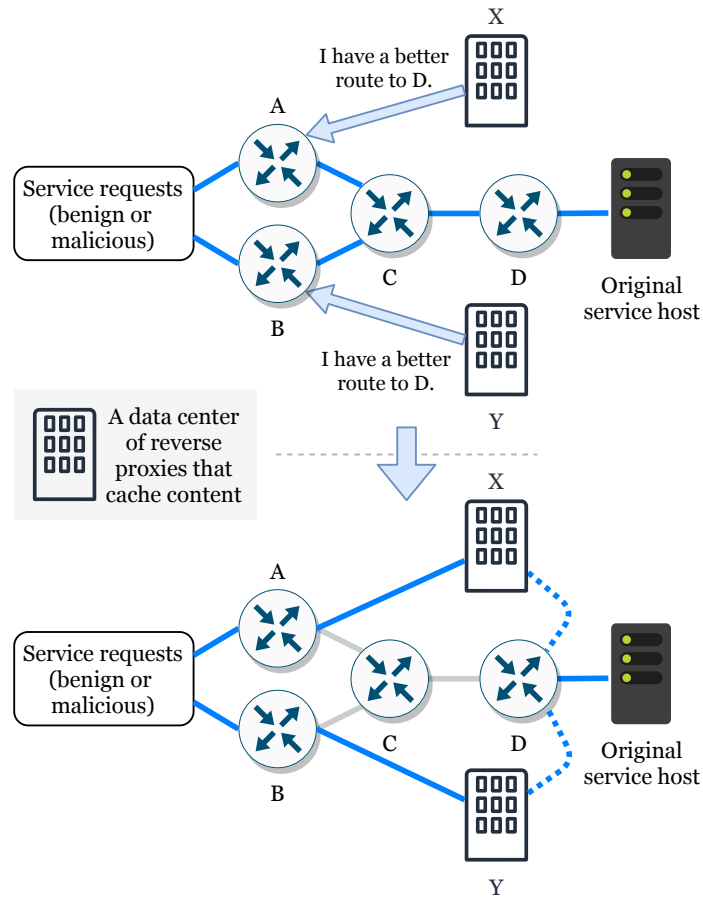 X
I have a better
route to D.
A
Service requests
(benign or
malicious)
C
D
B
Original
service host
I have a better
route to D.
Y
A data center
of reverse
proxies that
cache content
X
A
Service requests
(benign or
malicious)
C
D
B
Original
service host
Y